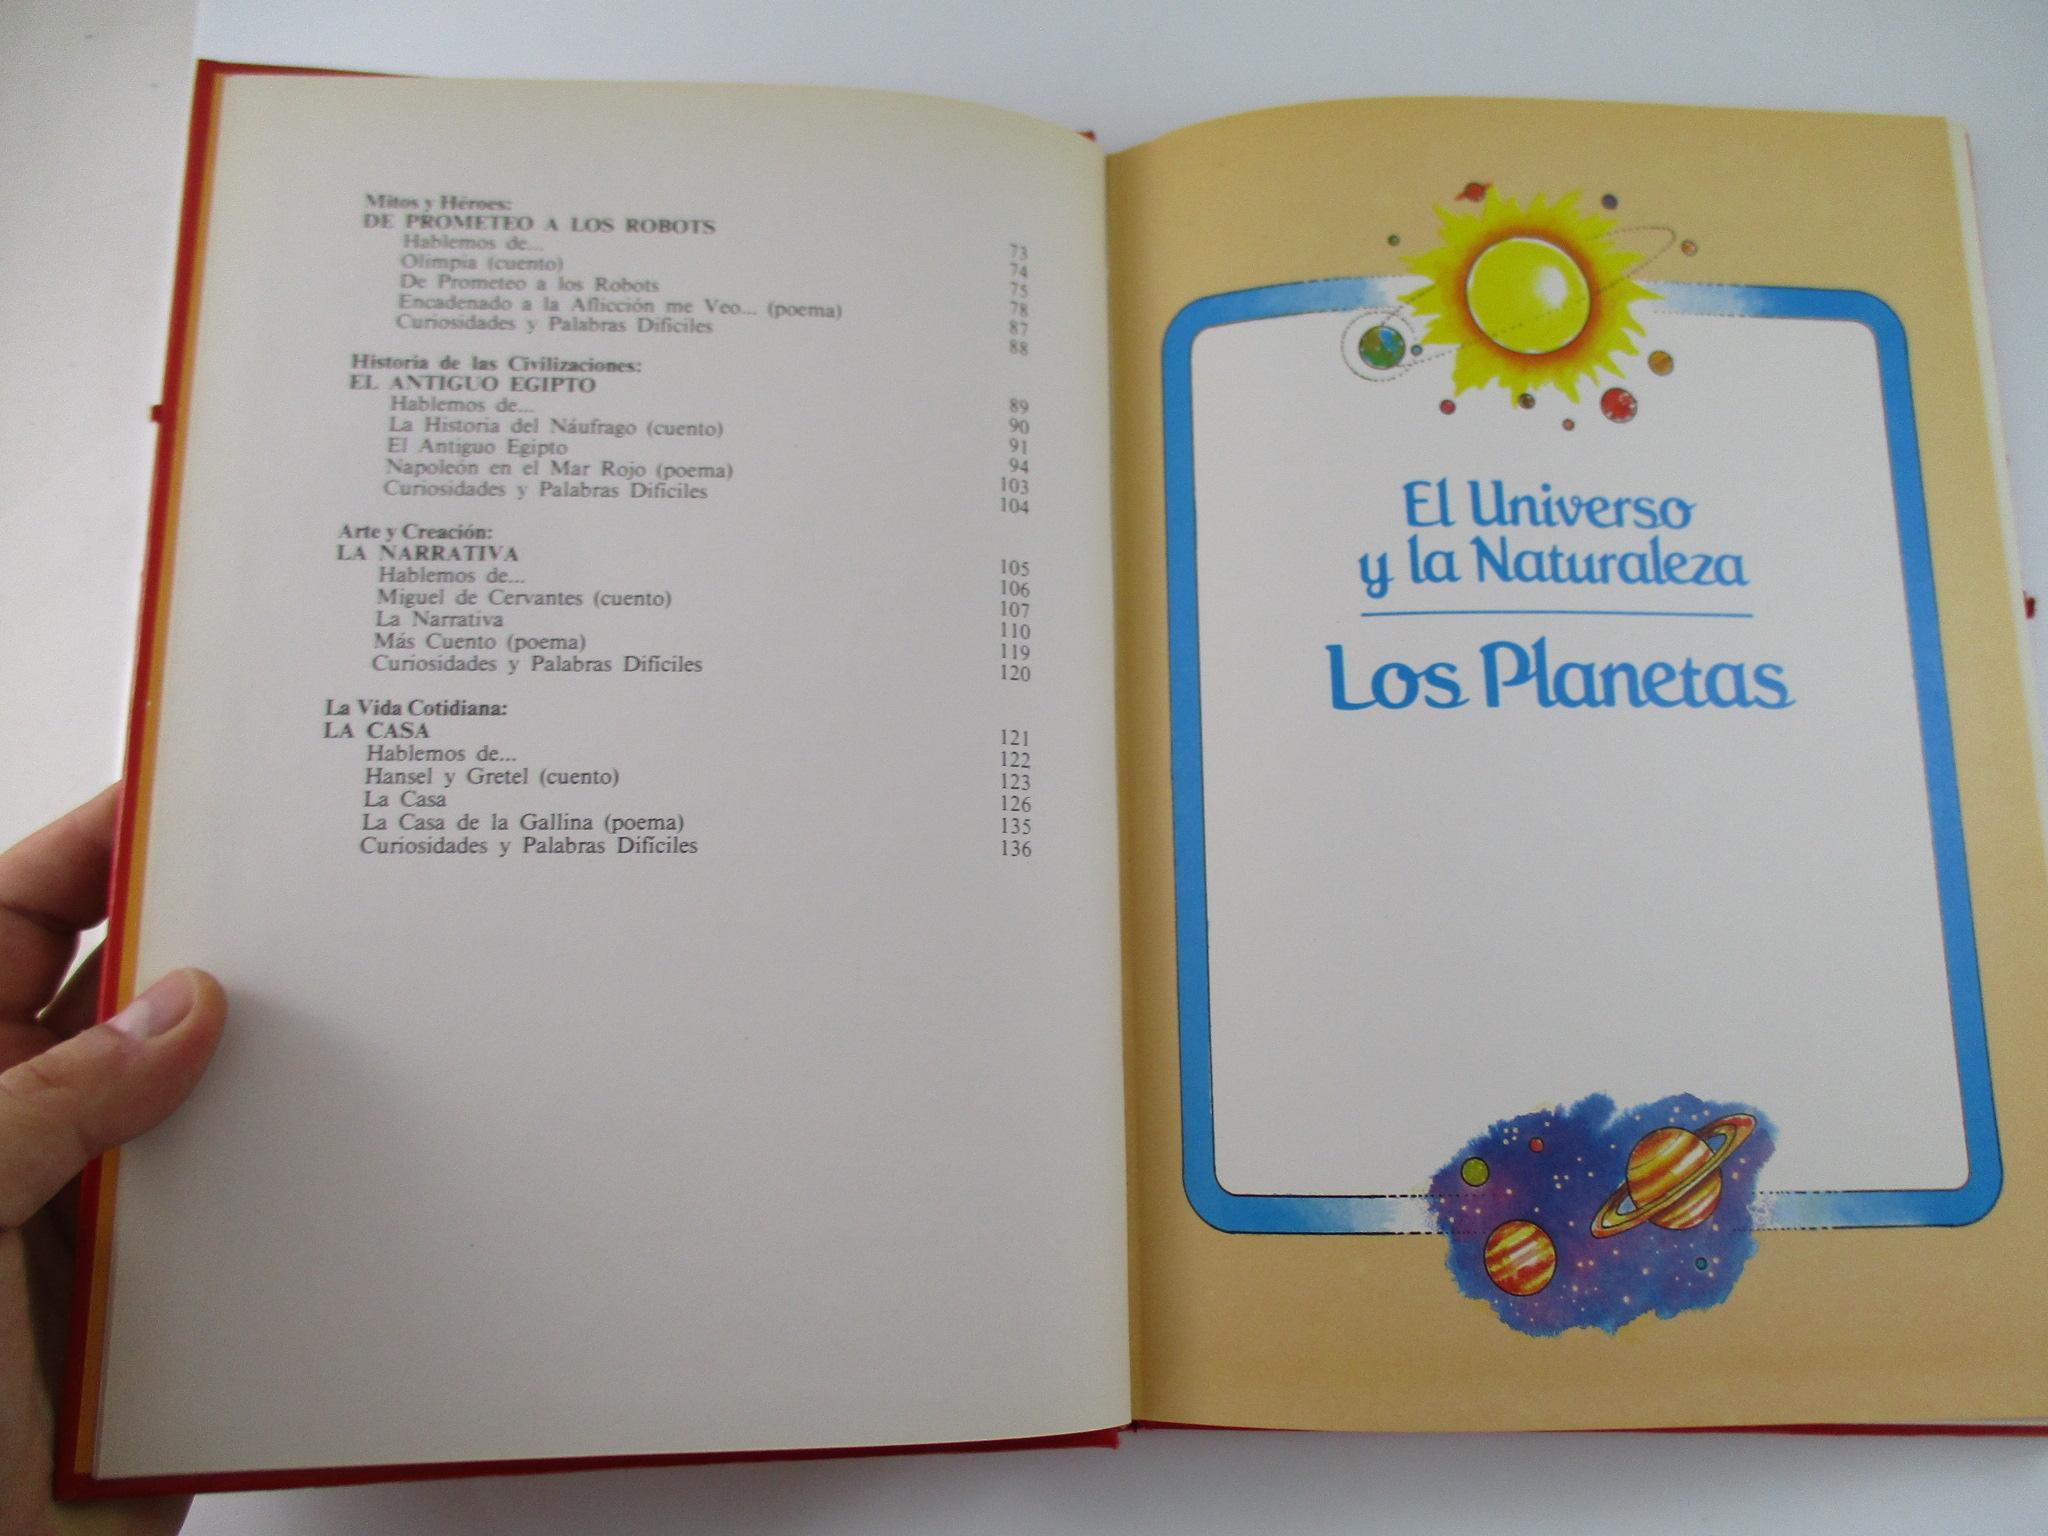 Mitos y Héroes:
DE PROMETEO A LOS ROBOTS 73
Hablemos de... 74
Olimpia (cuento) 75
De Prometeo a los Robots 78
Encadenado a la Aflicción me Veo... (poema) 87
Curiosidades y Palabras Difíciles 88
Historia de las Civilizaciones:
EL ANTIGUO EGIPTO 89
Hablemos de... 90
La Historia del Náufrago (cuento) 91
El Antiguo Egipto 94
Napoleón en el Mar Rojo (poema) 103
Curiosidades y Palabras Difíciles 104
Arte y Creación:
LA NARRATIVA 105
Hablemos de... 106
Miguel de Cervantes (cuento) 107
La Narrativa 110
Más Cuento (poema) 119
Curiosidades y Palabras Difíciles 120
La Vida Cotidiana:
LA CASA 121
Hablemos de... 122
Hansel y Gretel (cuento) 123
La Casa 126
La Casa de la Gallina (poema) 135
Curiosidades y Palabras Difíciles 136
El Universo
y la Naturaleza
Los Planetas